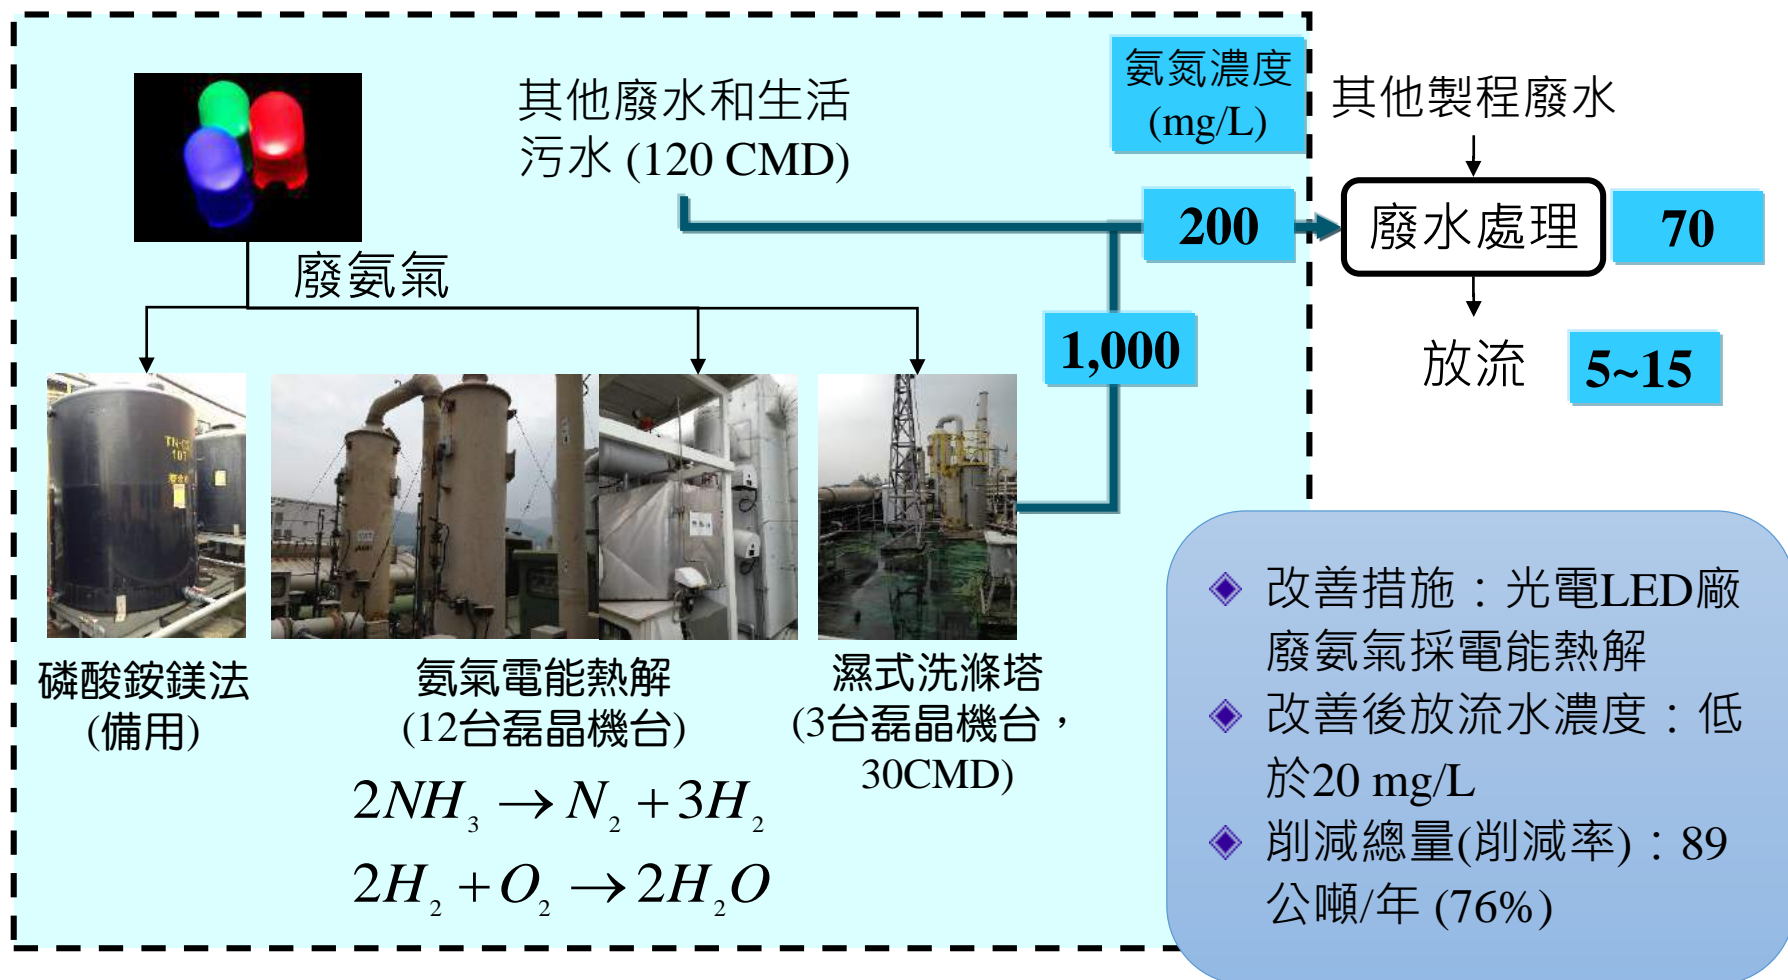 氨氮濃度
(mg/L)
其他廢水和生活
污水 (120 CMD)
其他製程廢水
200
廢水處理
70
廢氨氣
1,000
放流
5~15
TN-C
107
磷酸銨鎂法
(備用)
氨氣電能熱解
(12台磊晶機台)
濕式洗滌塔
(3台磊晶機台，
30CMD)
2NH₃ → N₂ + 3H₂
2H₂ + O₂ → 2H₂O
改善措施：光電LED廠
廢氨氣採電能熱解
改善後放流水濃度：低
於20 mg/L
削減總量(削減率)：89
公噸/年 (76%)